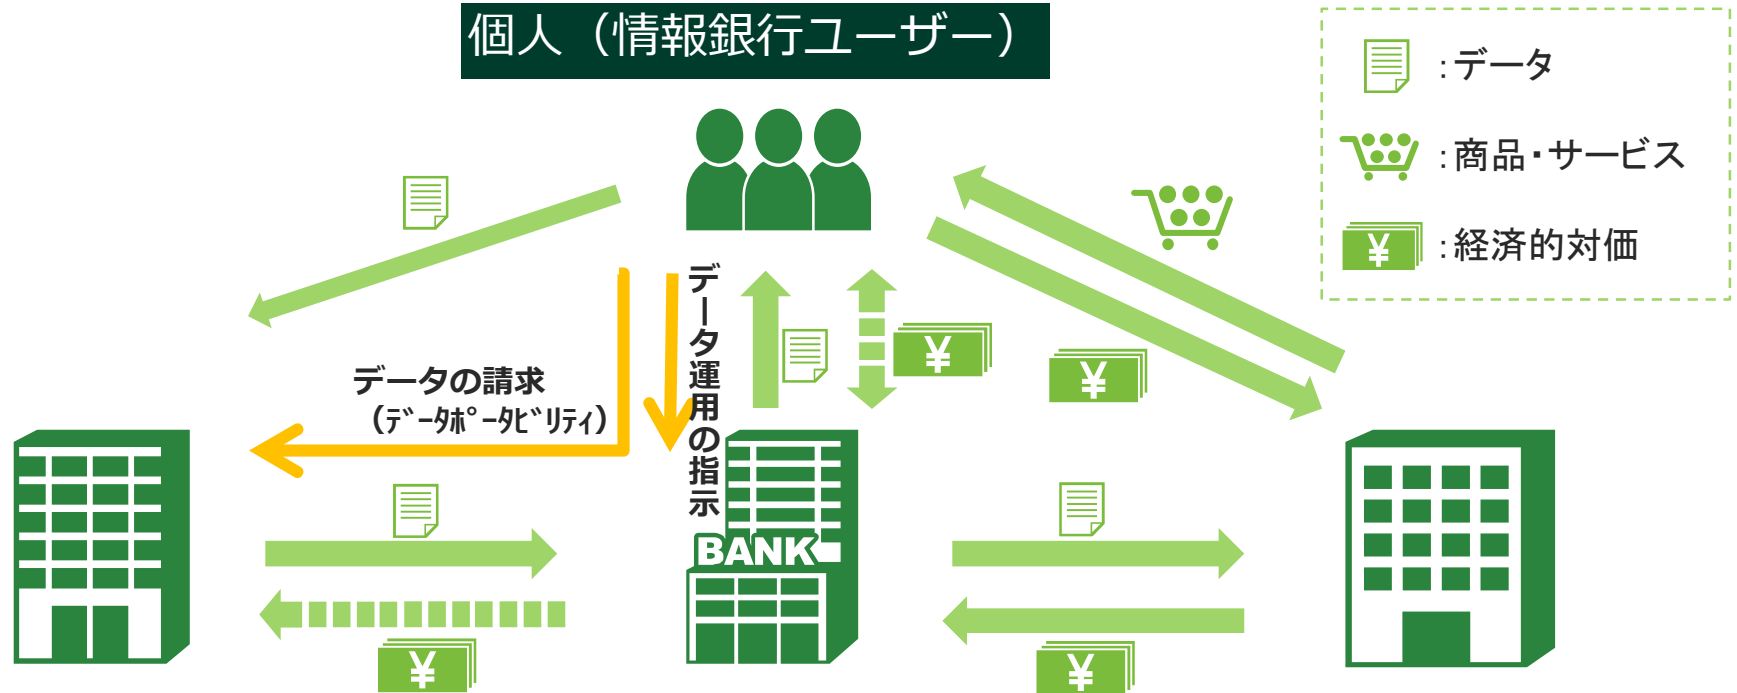 個人（情報銀行ユーザー）
：データ
：商品・サービス
：経済的対価
データ運用の指示
データの請求
（ﾃﾞｰﾀﾎﾟｰﾀﾋﾞﾘﾃｨ）
¥
¥
¥
BANK
¥
¥